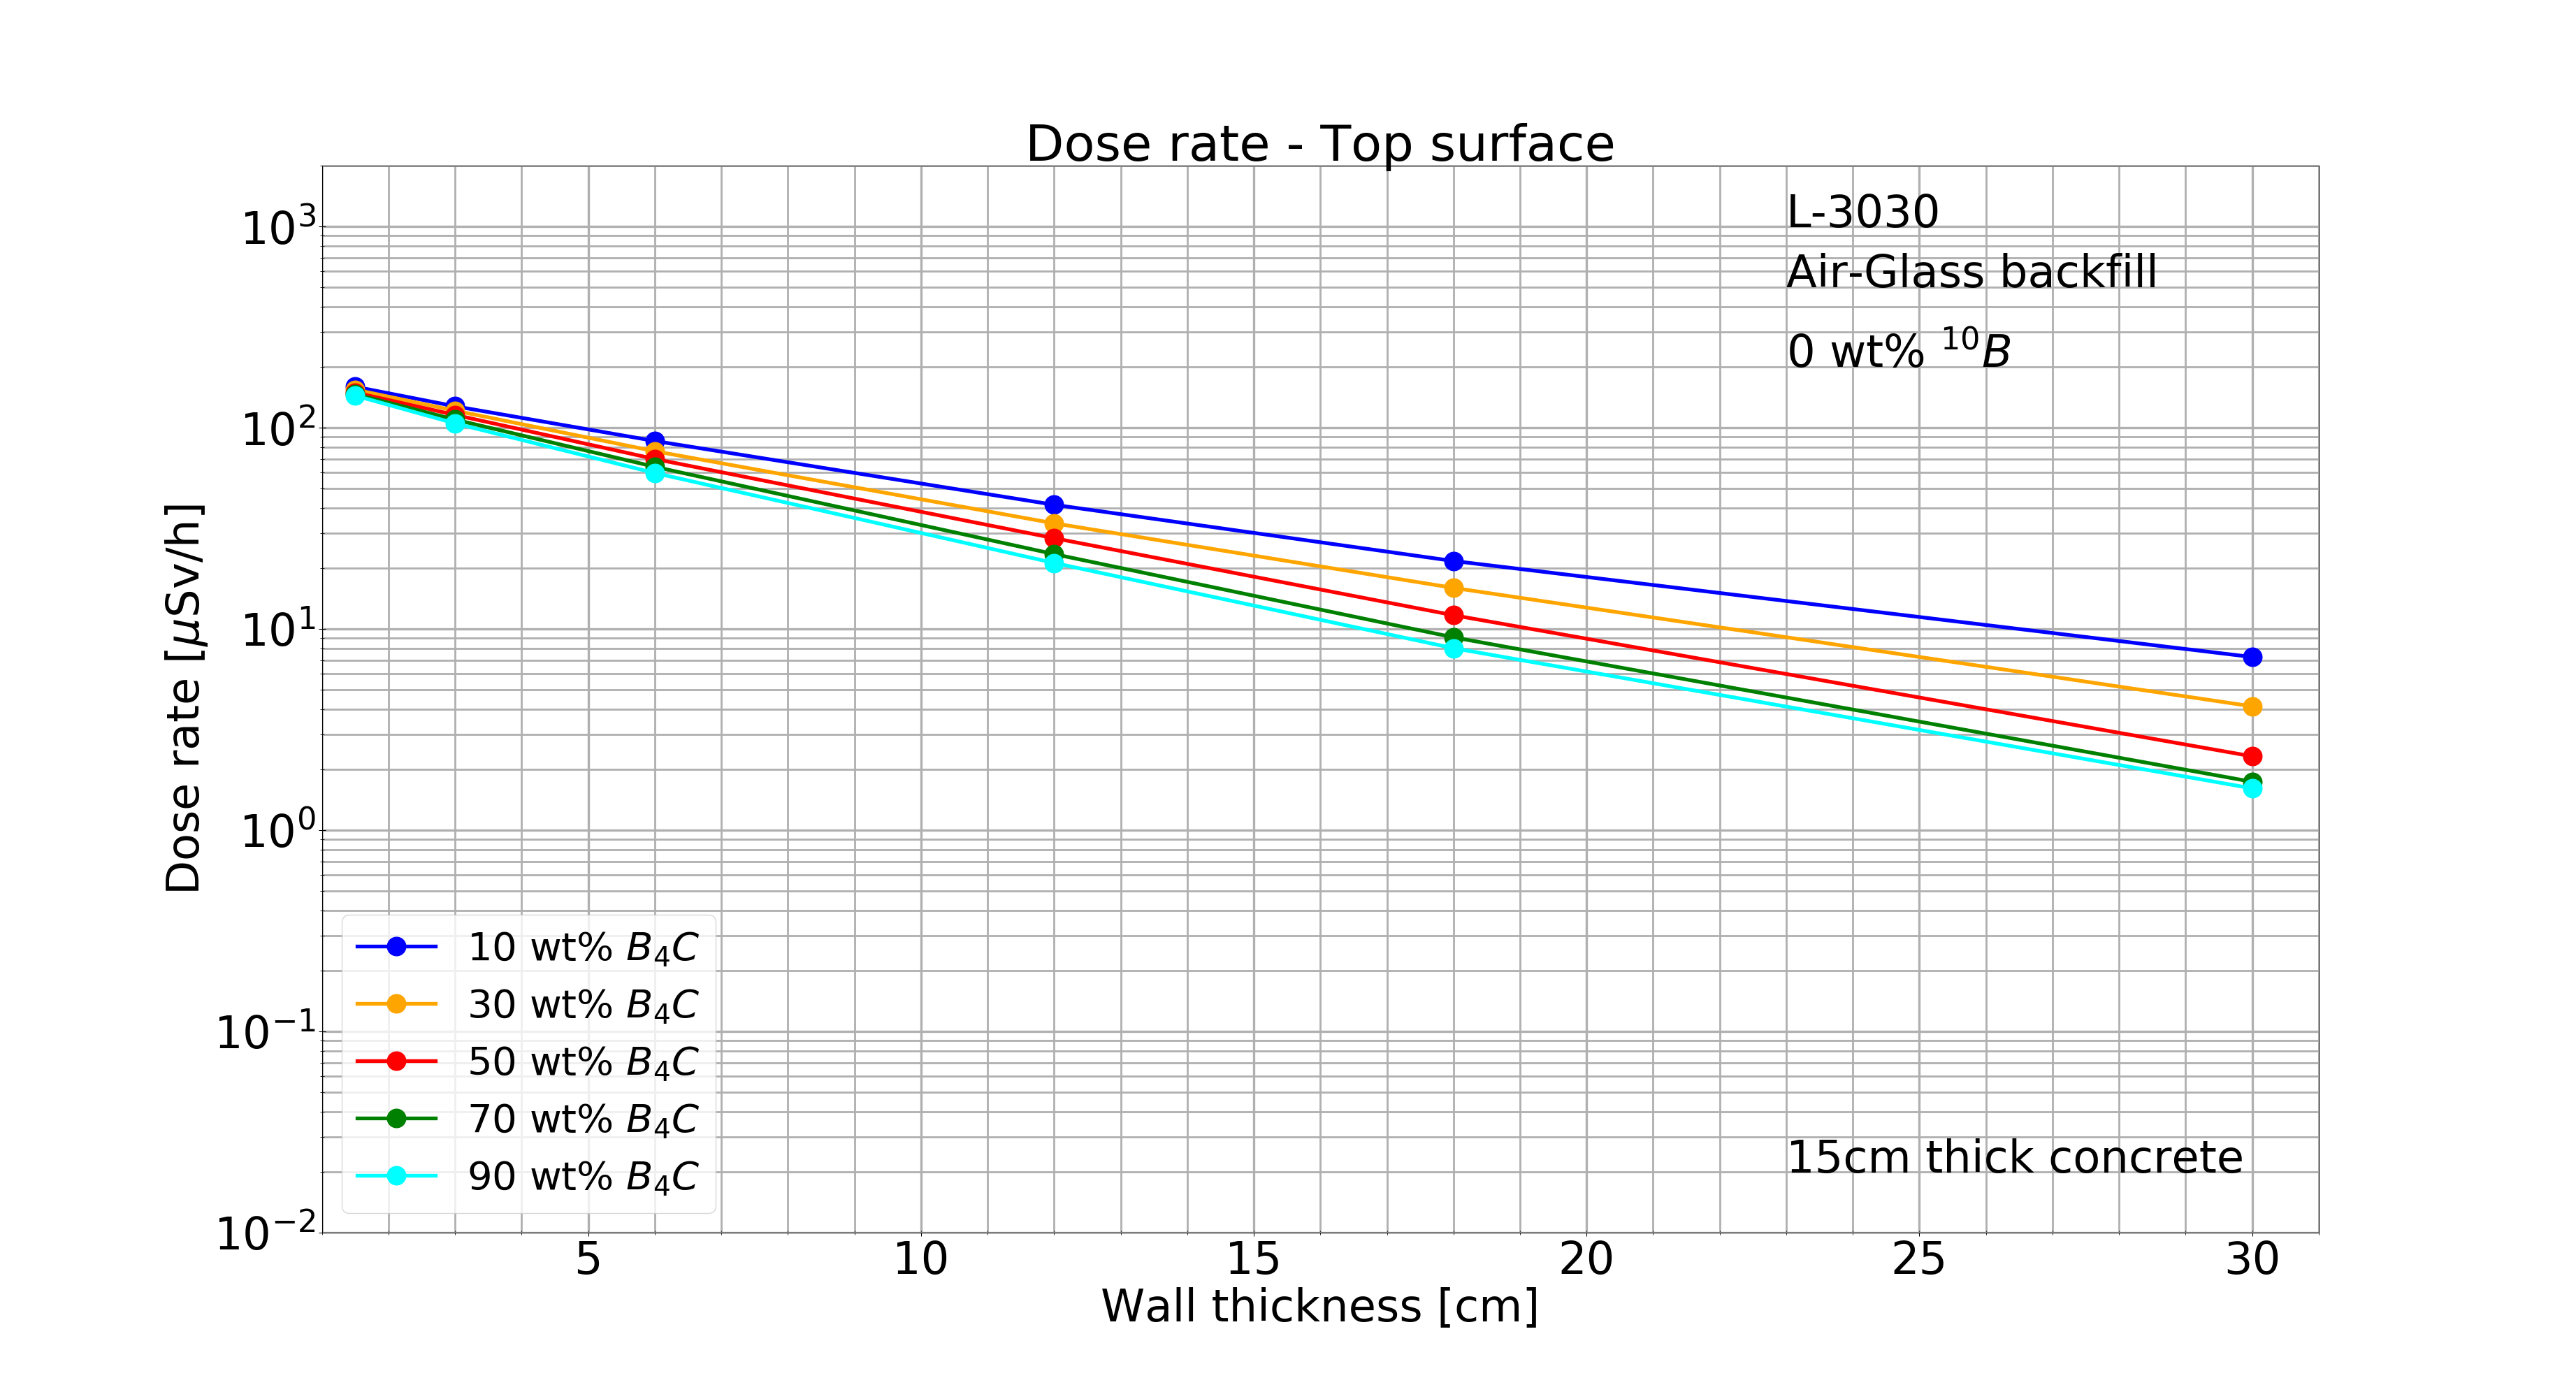 Dose rate - Top surface
L-3030
Air-Glass backfill
0 wt% ¹⁰B
15cm thick concrete
Dose rate [μSv/h]
10³
10²
10¹
10⁰
10⁻¹
10⁻²
10 wt% B₄C
30 wt% B₄C
50 wt% B₄C
70 wt% B₄C
90 wt% B₄C
5 10 15 20 25 30
Wall thickness [cm]